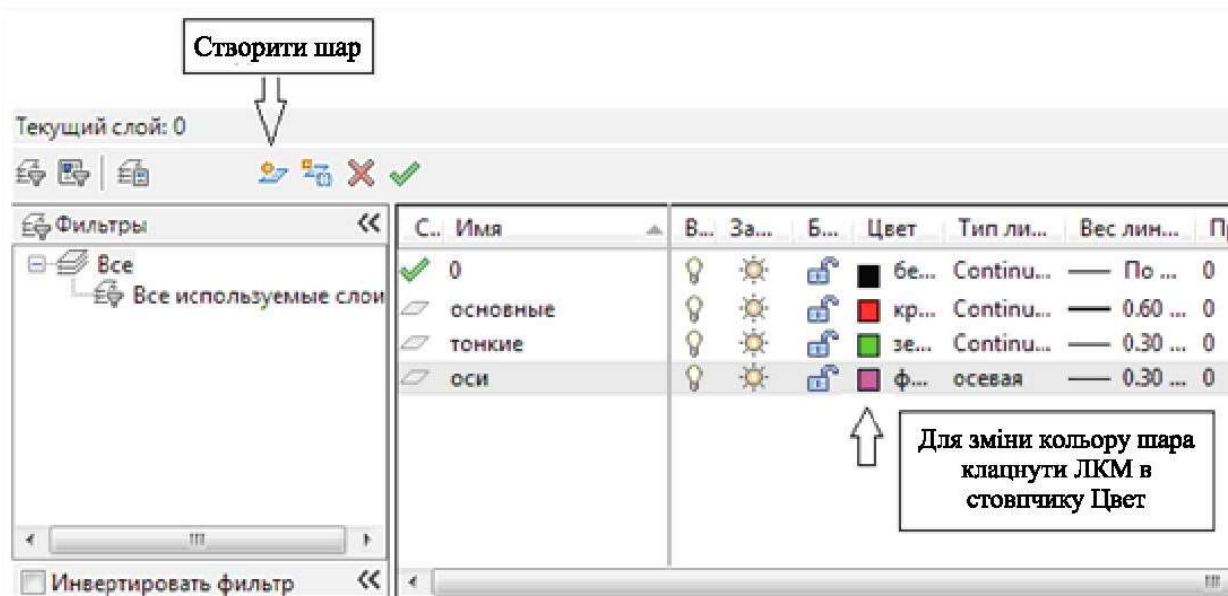 Створити шар
Текущий слой: 0
Фильтры
Все
Все используемые слои
Инвертировать фильтр
С.. Имя В... За... Б... Цвет Тип ли... Вес лин... Пр
0 бе... Continu... По ... 0
основные кр... Continu... 0.60 ... 0
тонкие зе... Continu... 0.30 ... 0
оси ф... осевая 0.30 ... 0
Для зміни кольору шара
клацнути ЛКМ в
стовпчику Цвет